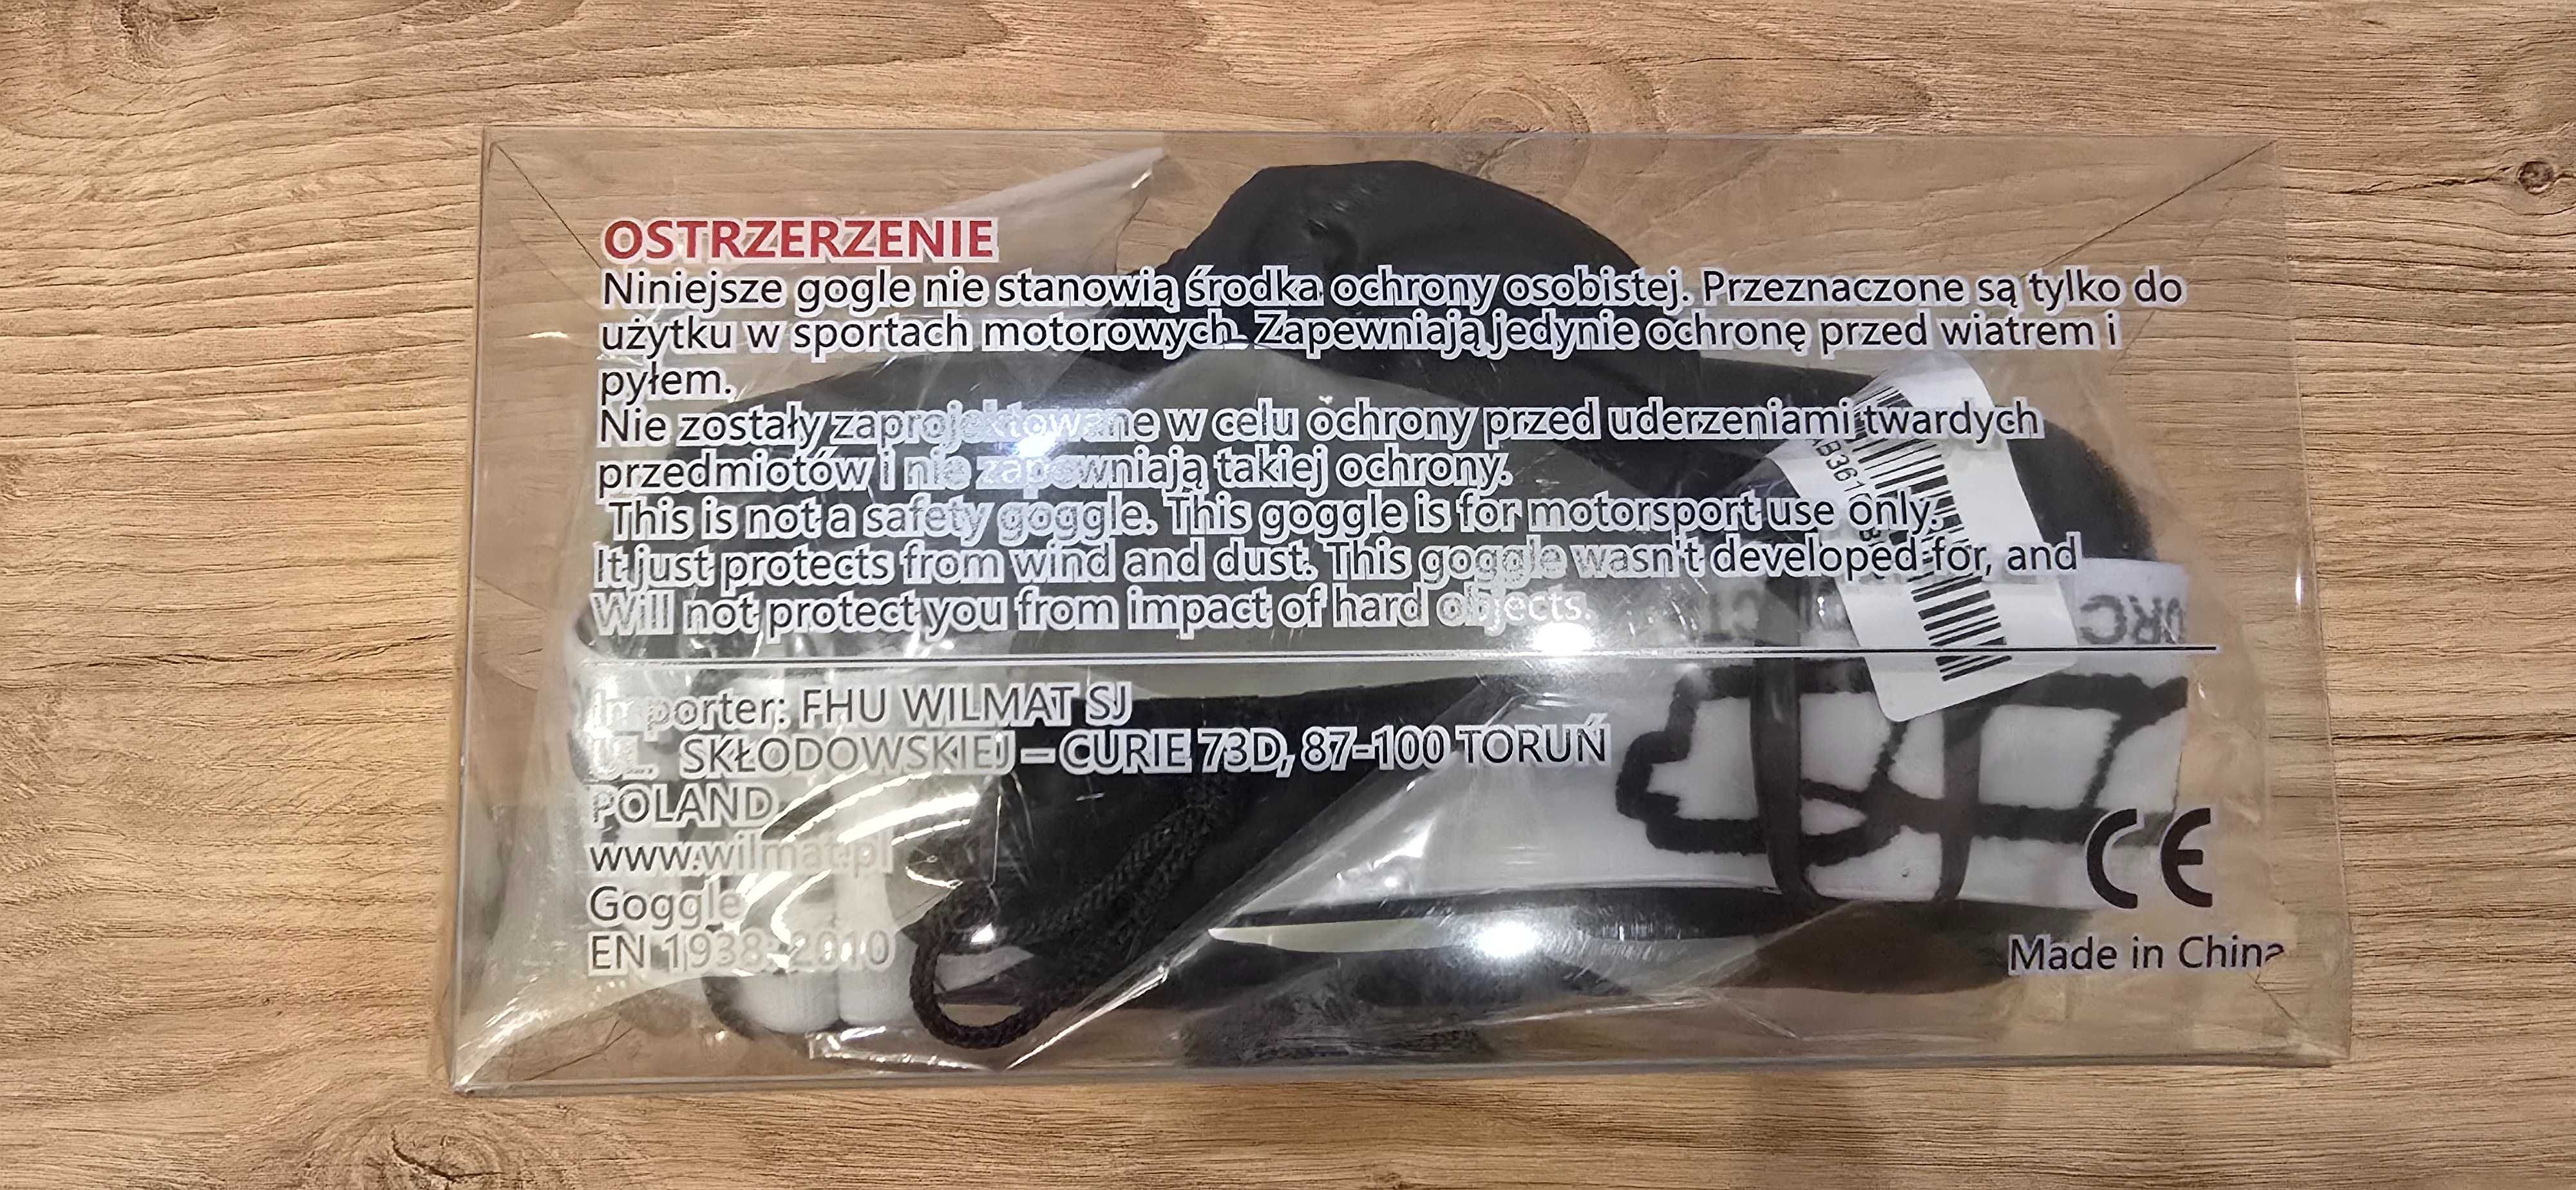 OSTRZERZENIE
Niniejsze gogle nie stanowią środka ochrony osobistej. Przeznaczone są tylko do
użytku w sportach motorowych. Zapewniają jedynie ochronę przed wiatrem i
pyłem.
Nie zostały zaprojektowane w celu ochrony przed uderzeniami twardych
przedmiotów i nie zapewniają takiej ochrony.
This is not a safety goggle. This goggle is for motorsport use only.
It just protects from wind and dust. This goggle wasn't developed for, and
Will not protect you from impact of hard objects.
Importer: FHU WILMAT SJ
UL. SKŁODOWSKIEJ – CURIE 73D, 87-100 TORUŃ
POLAND
www.wilmat.pl
Goggle
EN 1938: 2010
CE
Made in China